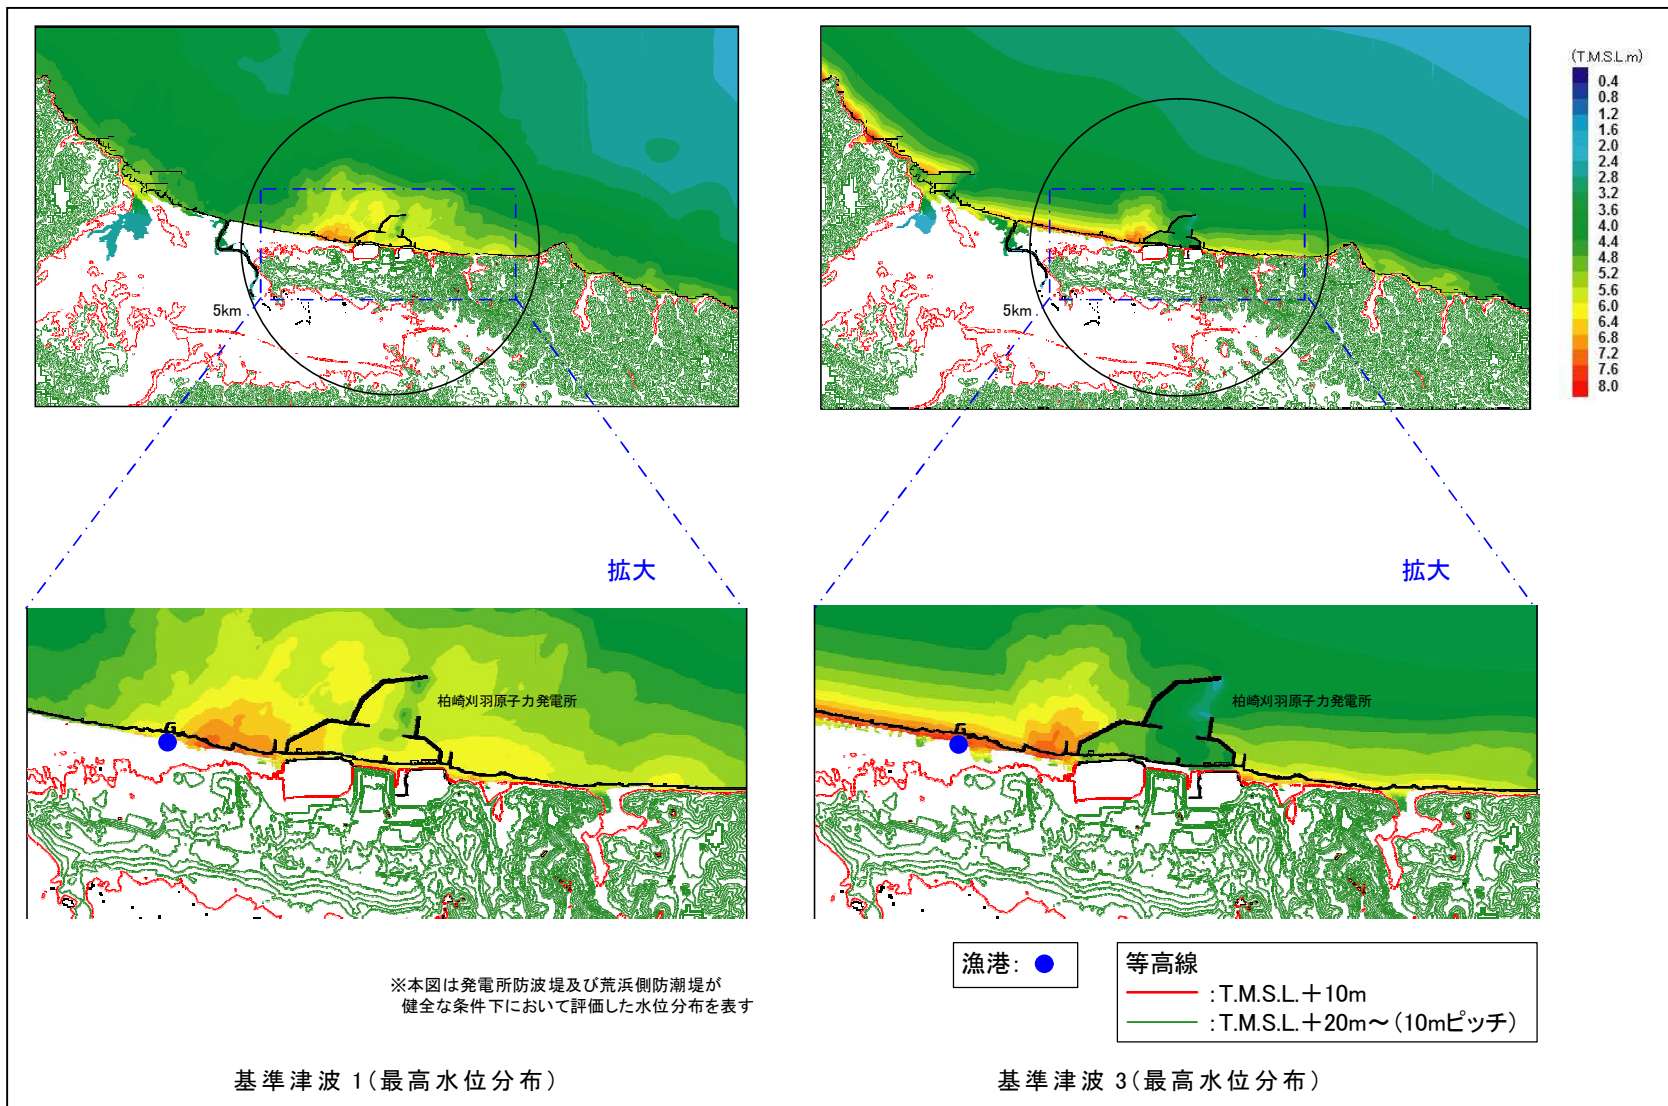 (T.M.S.L.m)
0.4
0.8
1.2
1.6
2.0
2.4
2.8
3.2
3.6
4.0
4.4
4.8
5.2
5.6
6.0
6.4
6.8
7.2
7.6
8.0
5km
5km
拡大
拡大
柏崎刈羽原子力発電所
柏崎刈羽原子力発電所
漁港:
等高線
:T.M.S.L.+10m
:T.M.S.L.+20m~(10mピッチ)
※本図は発電所防波堤及び荒浜側防潮堤が
健全な条件下において評価した水位分布を表す
基準津波 1(最高水位分布)
基準津波 3(最高水位分布)